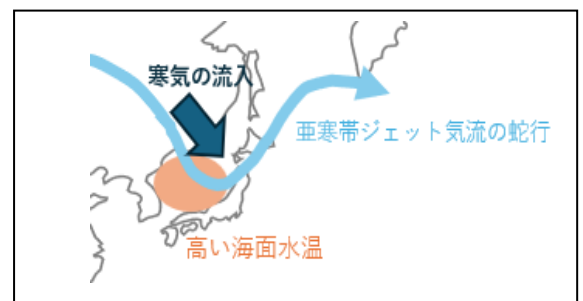 寒気の流入
亜寒帯ジェット気流の蛇行
高い海面水温